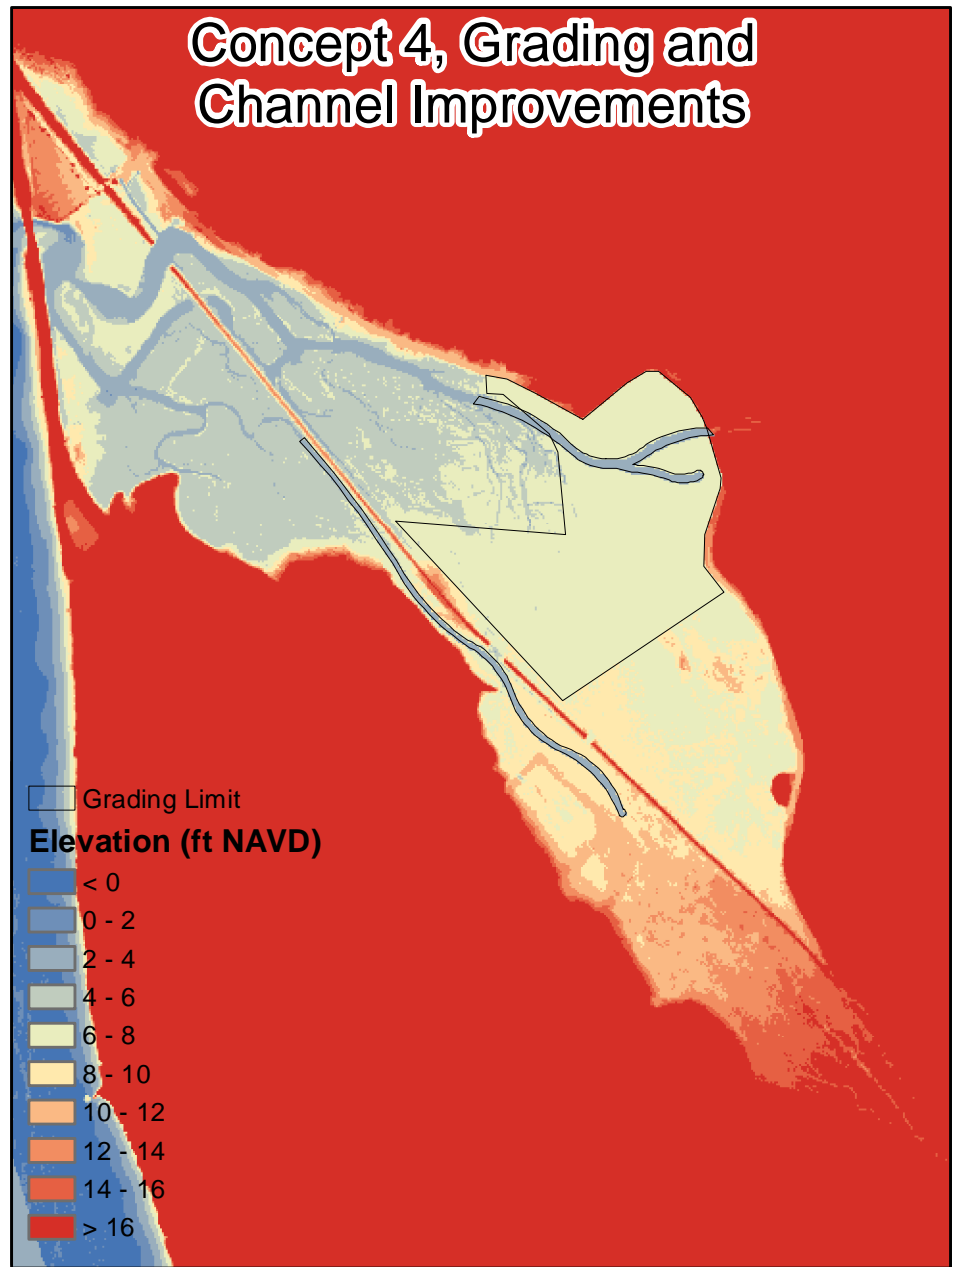 Concept 4, Grading and
Channel Improvements
Grading Limit
Elevation (ft NAVD)
< 0
0 - 2
2 - 4
4 - 6
6 - 8
8 - 10
10 - 12
12 - 14
14 - 16
> 16